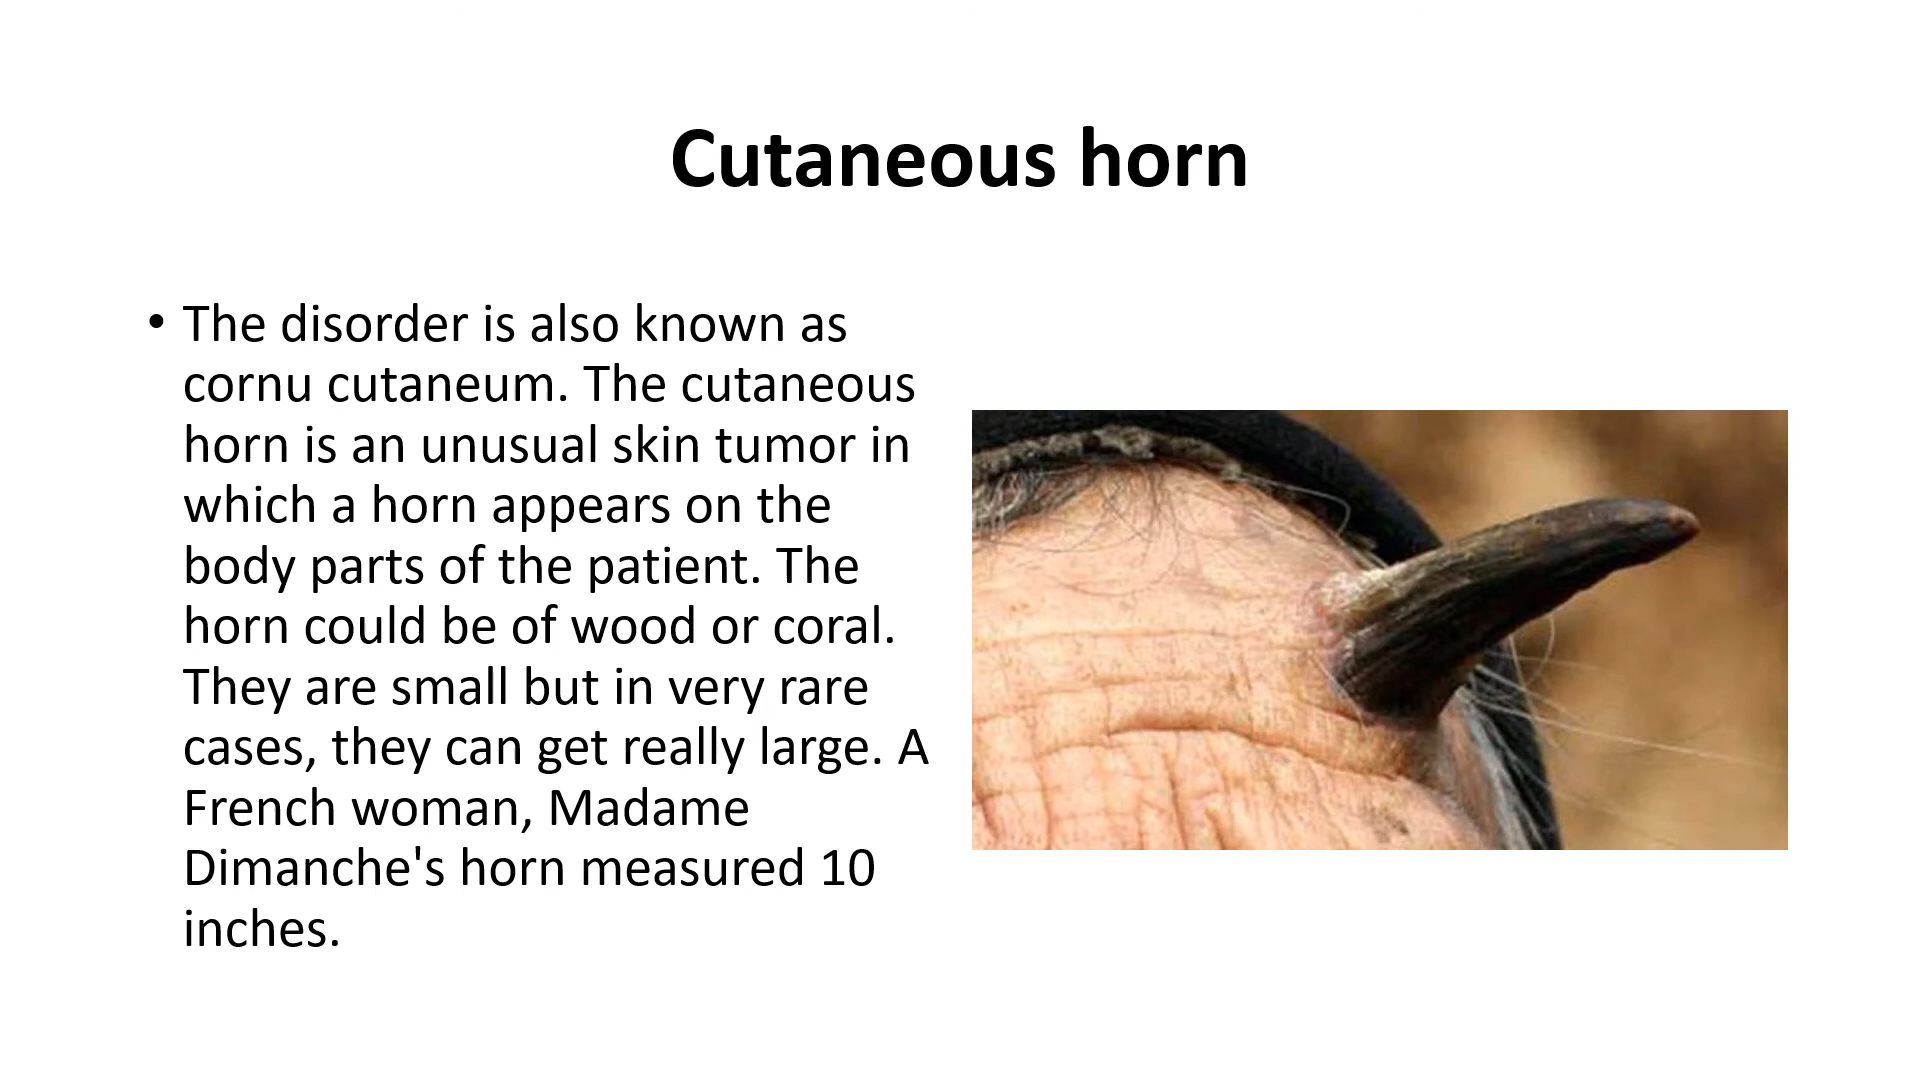 Cutaneous horn
• The disorder is also known as
cornu cutaneum. The cutaneous
horn is an unusual skin tumor in
which a horn appears on the
body parts of the patient. The
horn could be of wood or coral.
They are small but in very rare
cases, they can get really large. A
French woman, Madame
Dimanche's horn measured 10
inches.